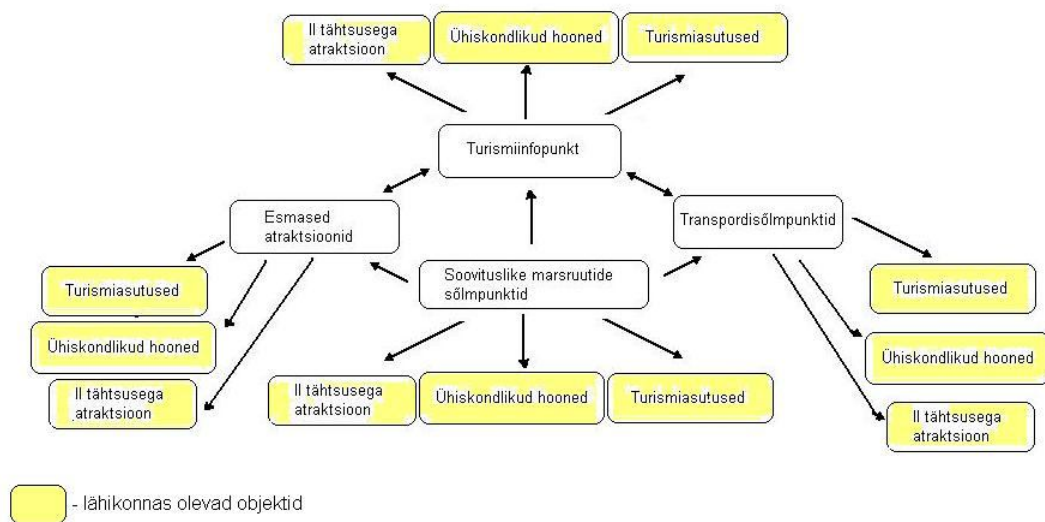 II tähtsusega
atraktsioon
Ühiskondlikud hooned
Turismiasutused
Turismiinfopunkt
Esmased
atraktsioonid
Transpordisõlmpunktid
Soovituslike marsruutide
sõlmpunktid
Turismiasutused
Ühiskondlikud hooned
II tähtsusega
atraktsioon
II tähtsusega
atraktsioon
Ühiskondlikud hooned
Turismiasutused
Turismiasutused
Ühiskondlikud hooned
II tähtsusega
atraktsioon
- lähikonnas olevad objektid